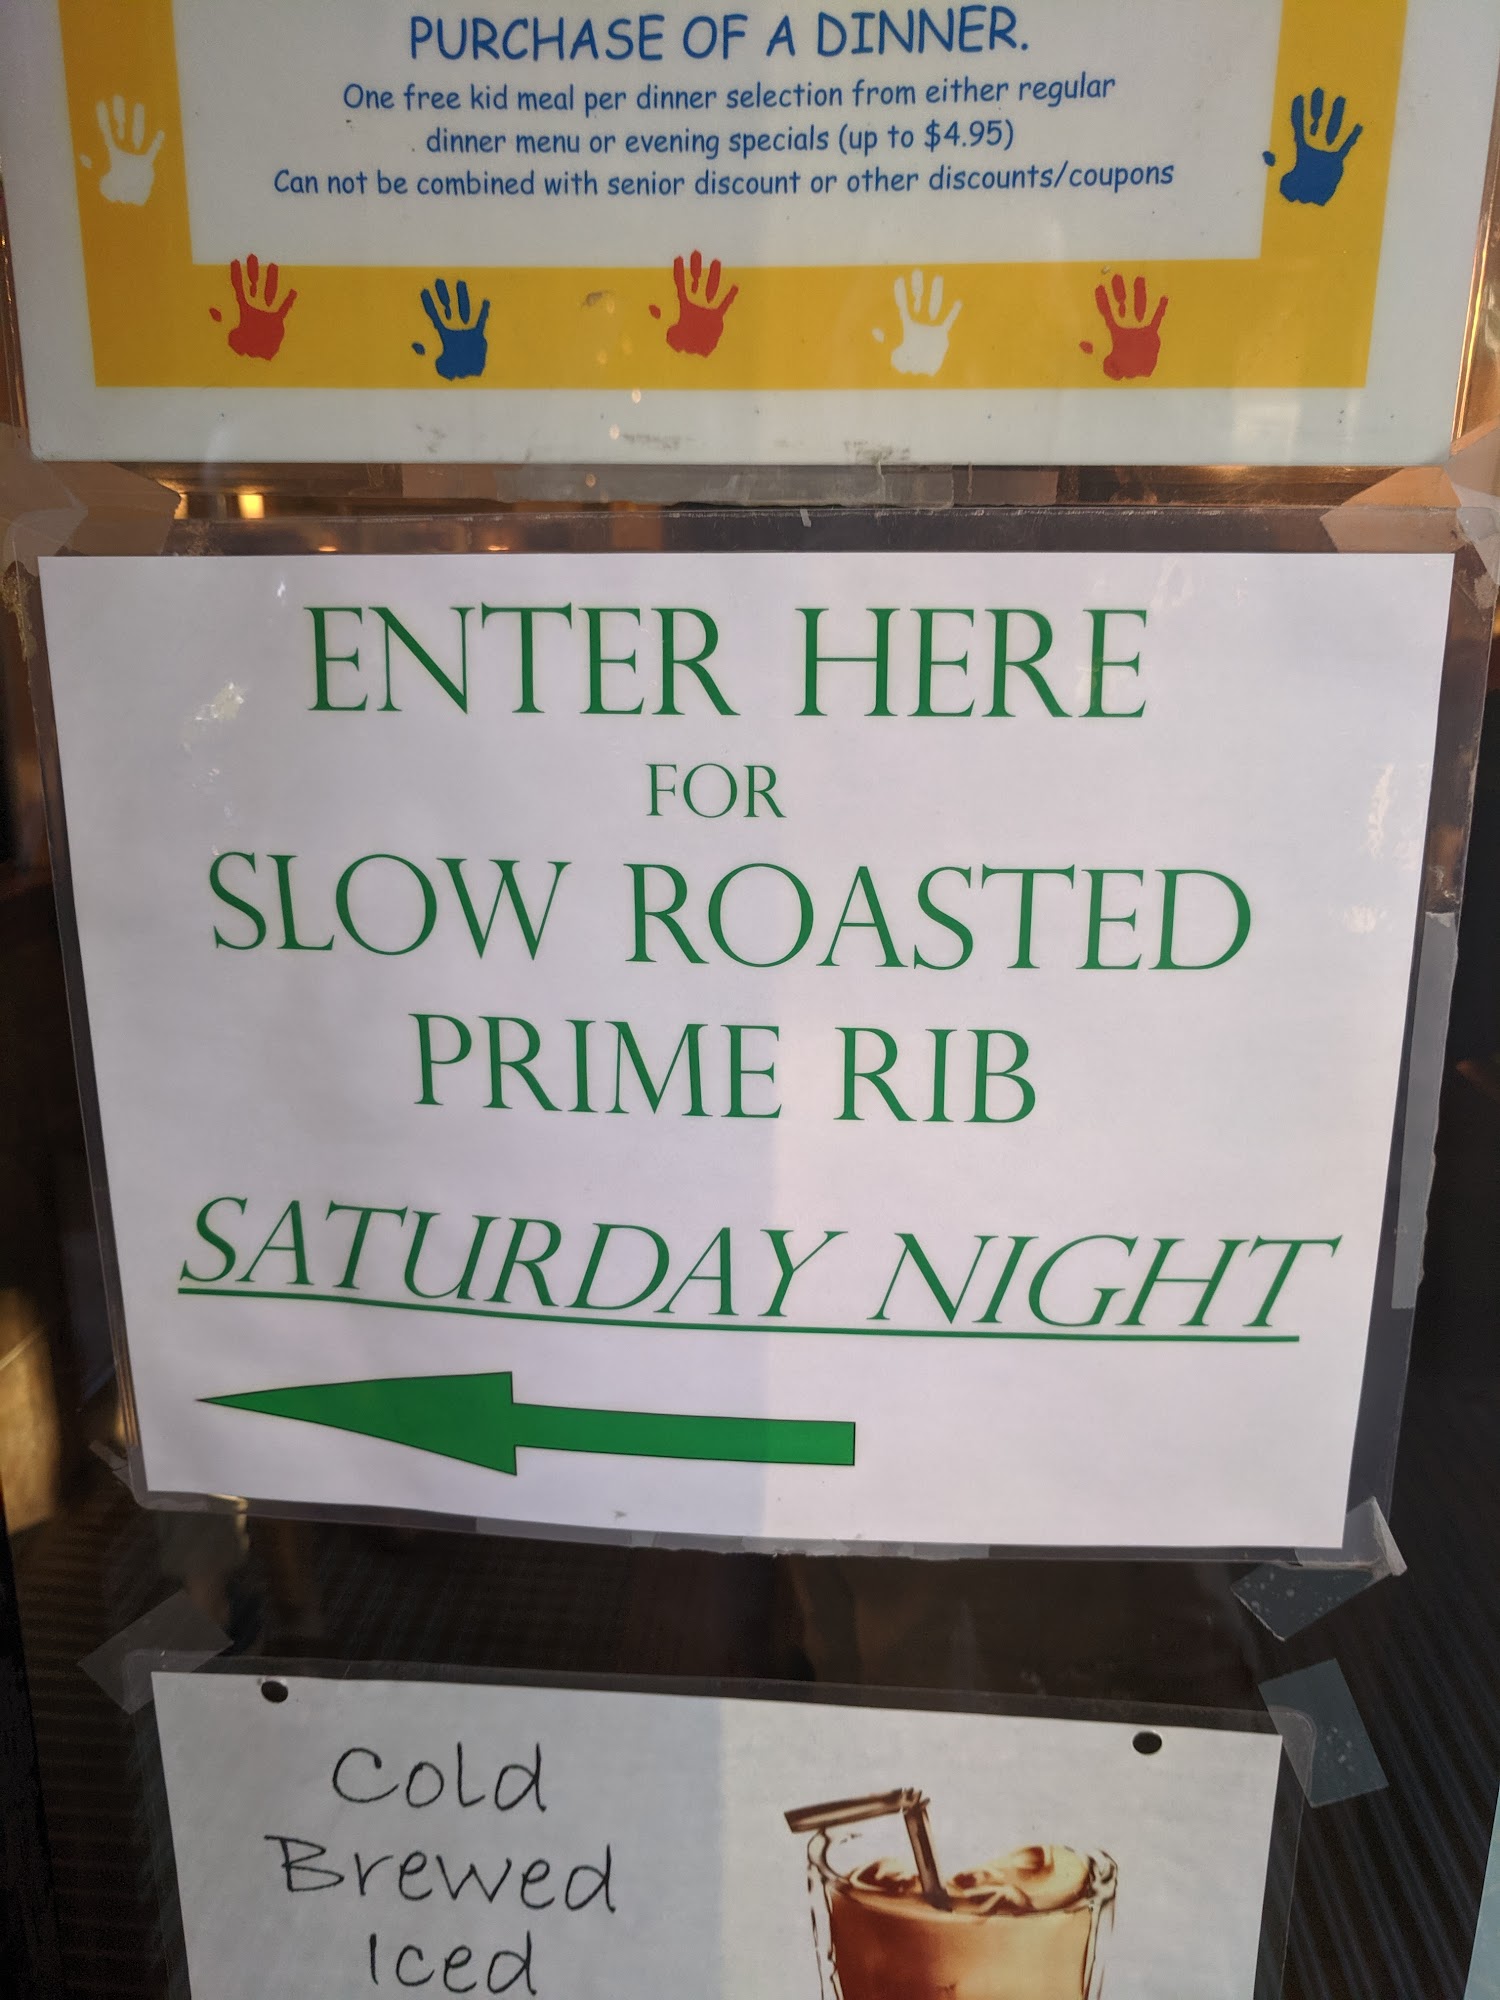 PURCHASE OF A DINNER.
One free kid meal per dinner selection from either regular
dinner menu or evening specials (up to $4.95)
Can not be combined with senior discount or other discounts/coupons
ENTER HERE
FOR
SLOW ROASTED
PRIME RIB
SATURDAY NIGHT
Cold
Brewed
Iced